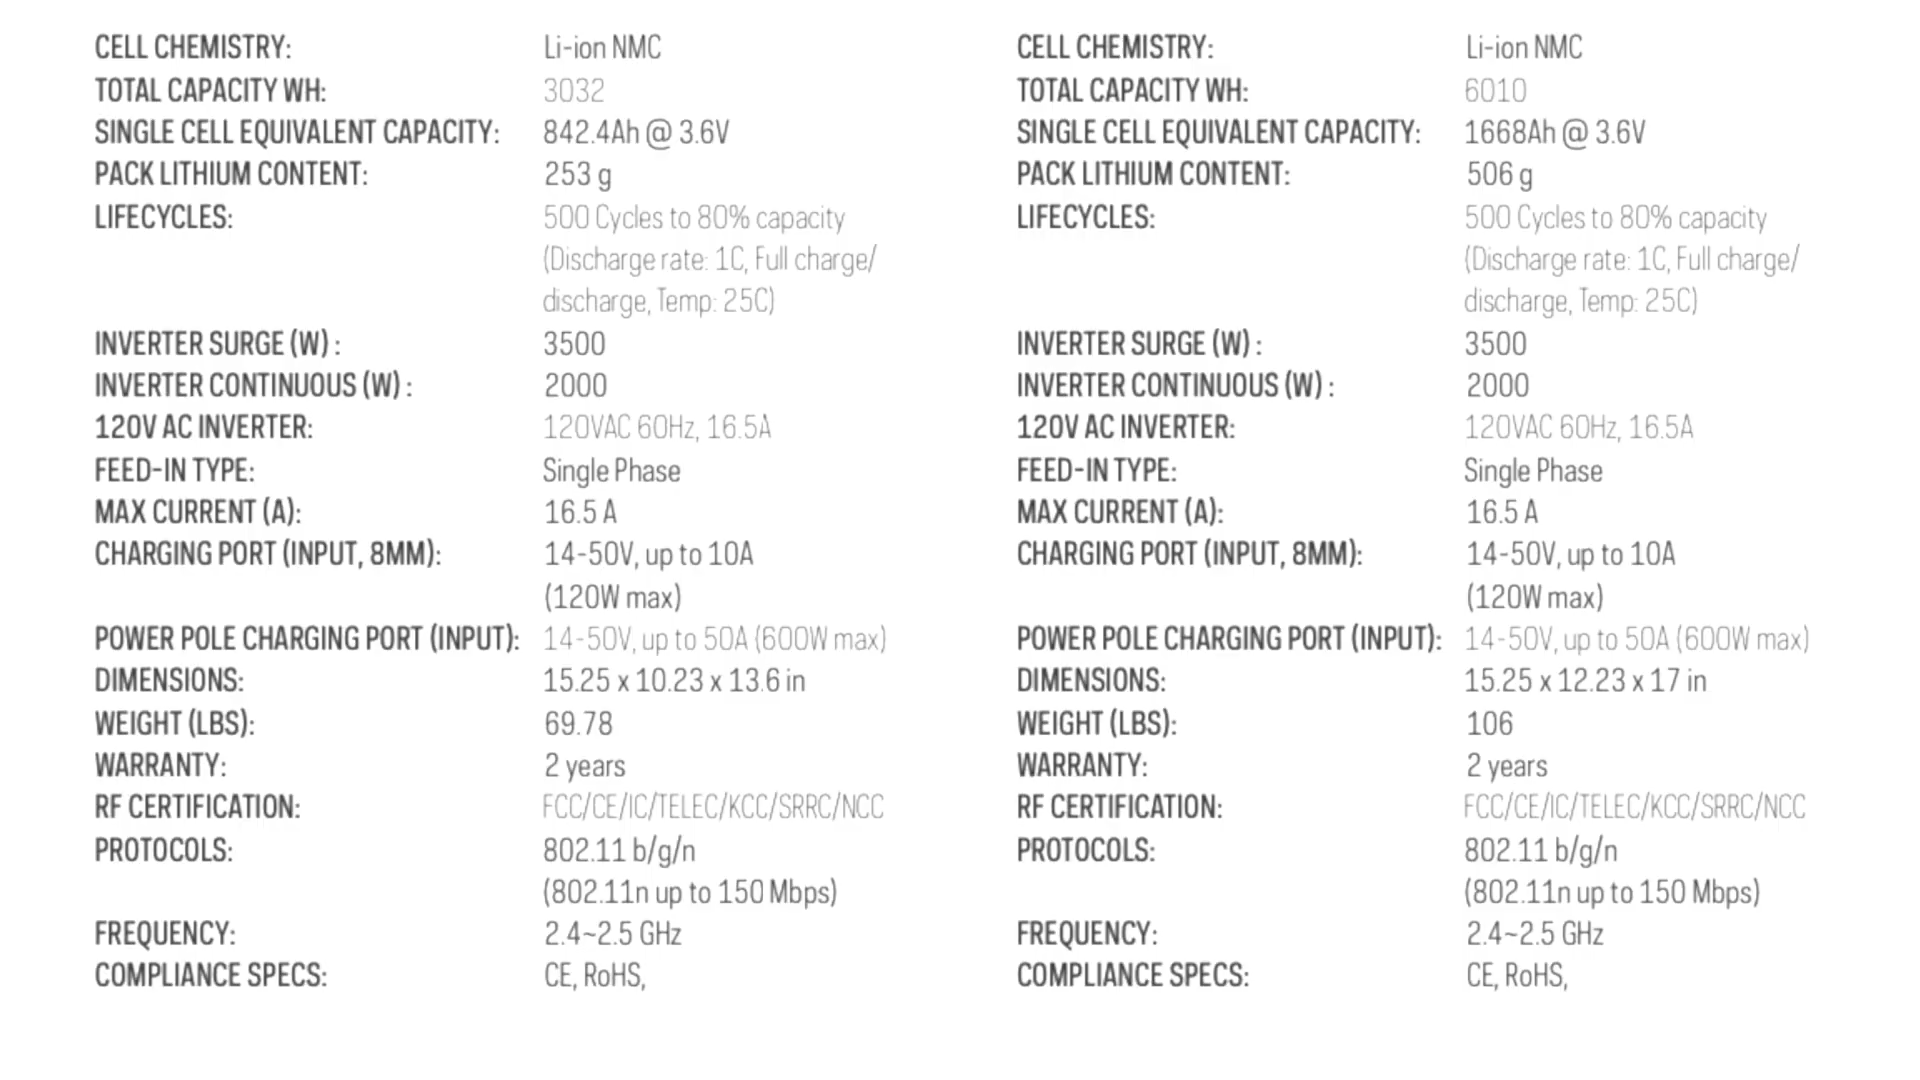 CELL CHEMISTRY: Li-ion NMC
TOTAL CAPACITY WH: 3032
SINGLE CELL EQUIVALENT CAPACITY: 842.4Ah @ 3.6V
PACK LITHIUM CONTENT: 253 g
LIFECYCLES: 500 Cycles to 80% capacity
(Discharge rate: 1C, Full charge/
discharge, Temp: 25C)
INVERTER SURGE (W) : 3500
INVERTER CONTINUOUS (W) : 2000
120V AC INVERTER: 120VAC 60Hz, 16.5A
FEED-IN TYPE: Single Phase
MAX CURRENT (A): 16.5 A
CHARGING PORT (INPUT, 8MM): 14-50V, up to 10A
(120W max)
POWER POLE CHARGING PORT (INPUT): 14-50V, up to 50A (600W max)
DIMENSIONS: 15.25 x 10.23 x 13.6 in
WEIGHT (LBS): 69.78
WARRANTY: 2 years
RF CERTIFICATION: FCC/CE/IC/TELEC/KCC/SRRC/NCC
PROTOCOLS: 802.11 b/g/n
(802.11n up to 150 Mbps)
FREQUENCY: 2.4~2.5 GHz
COMPLIANCE SPECS: CE, RoHS,
CELL CHEMISTRY: Li-ion NMC
TOTAL CAPACITY WH: 6010
SINGLE CELL EQUIVALENT CAPACITY: 1668Ah @ 3.6V
PACK LITHIUM CONTENT: 506 g
LIFECYCLES: 500 Cycles to 80% capacity
(Discharge rate: 1C, Full charge/
discharge, Temp: 25C)
INVERTER SURGE (W) : 3500
INVERTER CONTINUOUS (W) : 2000
120V AC INVERTER: 120VAC 60Hz, 16.5A
FEED-IN TYPE: Single Phase
MAX CURRENT (A): 16.5 A
CHARGING PORT (INPUT, 8MM): 14-50V, up to 10A
(120W max)
POWER POLE CHARGING PORT (INPUT): 14-50V, up to 50A (600W max)
DIMENSIONS: 15.25 x 12.23 x 17 in
WEIGHT (LBS): 106
WARRANTY: 2 years
RF CERTIFICATION: FCC/CE/IC/TELEC/KCC/SRRC/NCC
PROTOCOLS: 802.11 b/g/n
(802.11n up to 150 Mbps)
FREQUENCY: 2.4~2.5 GHz
COMPLIANCE SPECS: CE, RoHS,